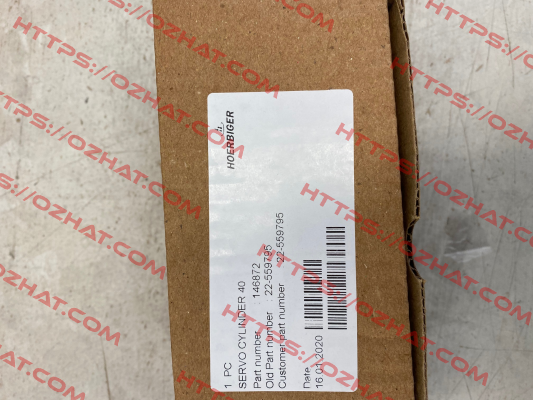 HOERBIGER
1 PC
SERVO CYLINDER 40
Part number : 146872
Old Part number : 22-559795
Customer part number : 22-559795
Date
16.01.2020
HTTPS://OZHAT.COM